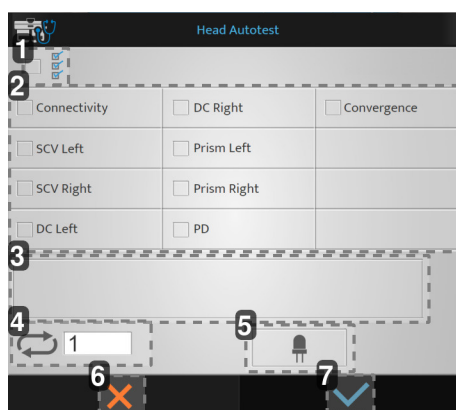 Head Autotest
1
2
Connectivity DC Right Convergence
SCV Left Prism Left
SCV Right Prism Right
DC Left PD
3
4 1 5
6 7